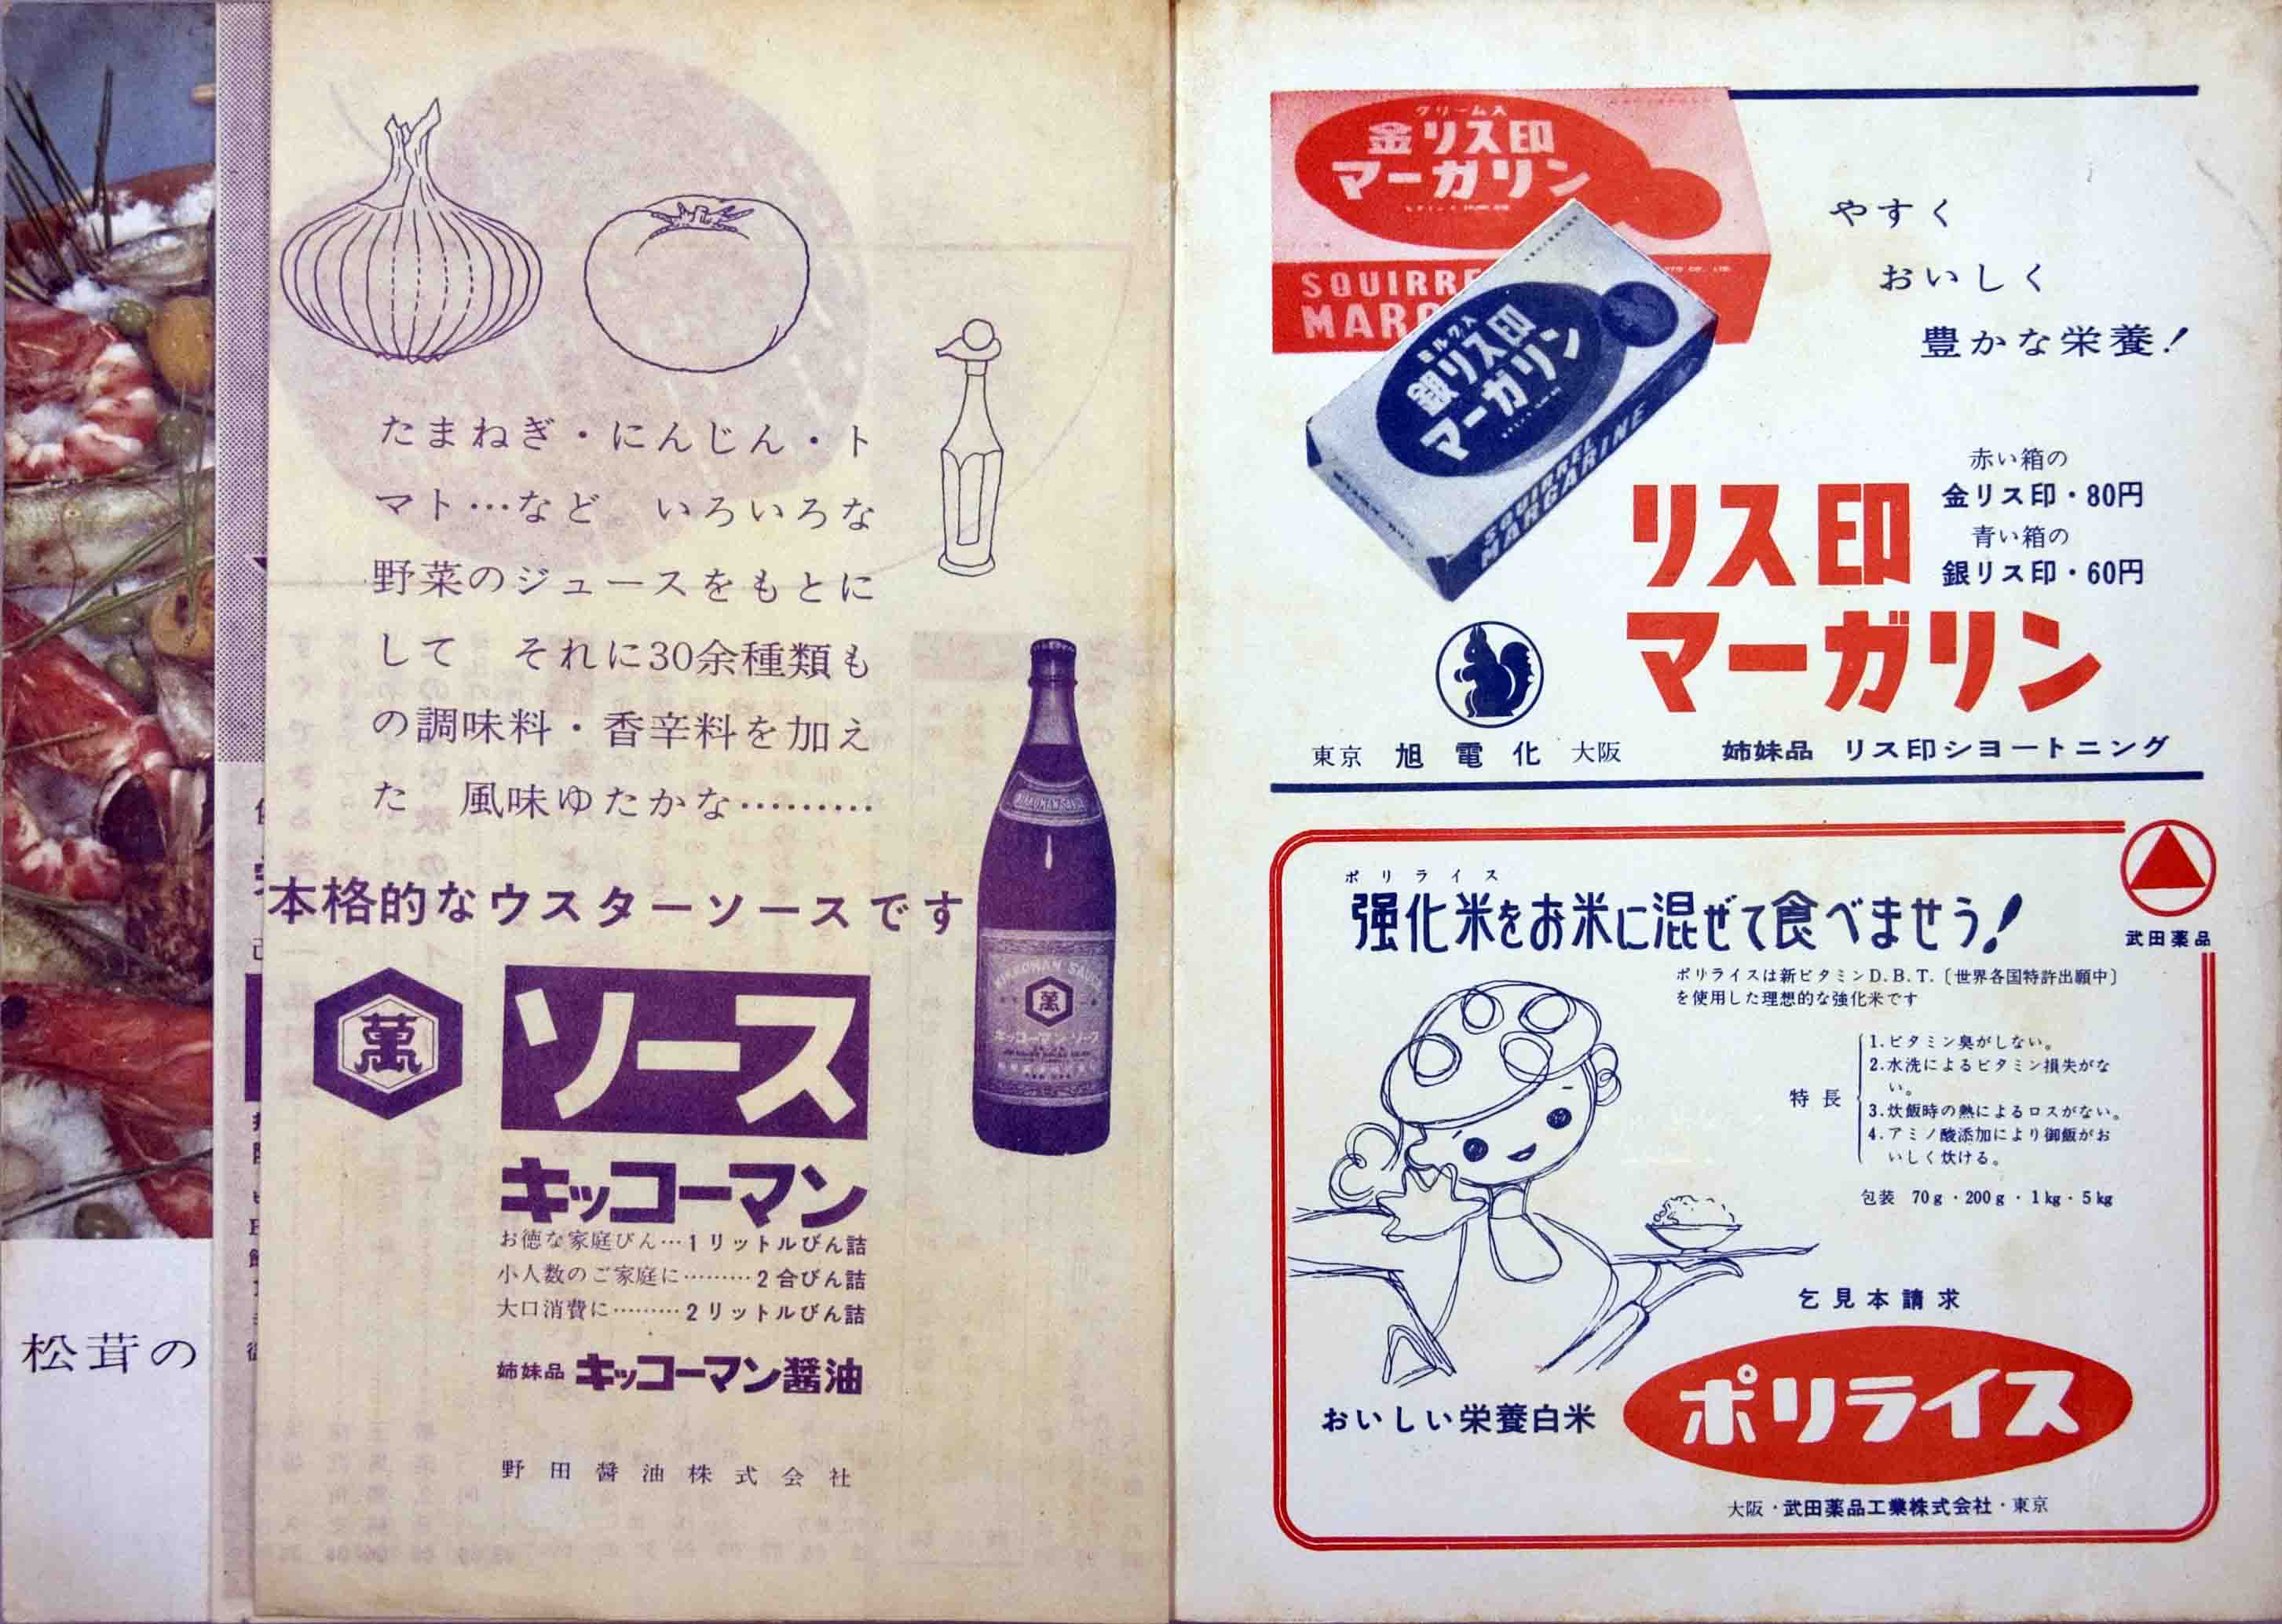 松茸の
たまねぎ・にんじん・ト
マト…など　いろいろな
野菜のジュースをもとに
して　それに30余種類も
の調味料・香辛料を加え
た　風味ゆたかな………
本格的なウスターソースです
萬
ソース
キッコーマン
お徳な家庭びん…1リットルびん詰
小人数のご家庭に………2合びん詰
大口消費に………2リットルびん詰
姉妹品 キッコーマン醤油
野田醤油株式会社
KIKKOMAN SAUCE
萬
キッコーマンソース
クリーム入
金リス印
マーガリン
SQUIRRE
MAR
ミルク入
銀リス印
マーガリン
SQUIRREL
MARGARINE
やすく
おいしく
豊かな栄養！
赤い箱の
金リス印・80円
青い箱の
銀リス印・60円
リス印
マーガリン
東京 旭電化 大阪
姉妹品 リス印シヨートニング
武田薬品
ポリライス
強化米をお米に混ぜて食べませう！
ポリライスは新ビタミンD.B.T.〔世界各国特許出願中〕
を使用した理想的な強化米です
特長
1.ビタミン臭がしない。
2.水洗によるビタミン損失がな
い。
3.炊飯時の熱によるロスがない。
4.アミノ酸添加により御飯がお
いしく炊ける。
包装 70g・200g・1kg・5kg
乞見本請求
おいしい栄養白米
ポリライス
大阪・武田薬品工業株式会社・東京